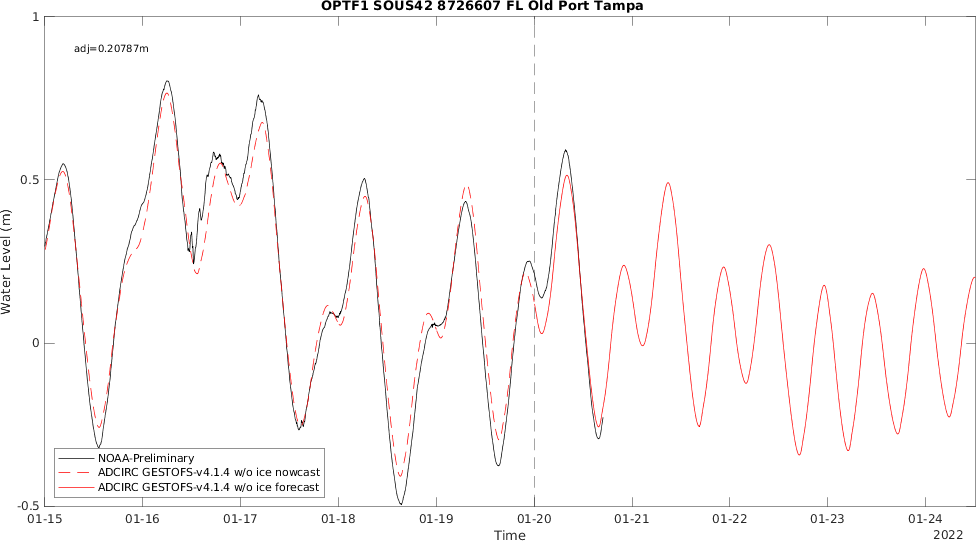 OPTF1 SOUS42 8726607 FL Old Port Tampa
adj=0.20787m
1
0.5
0
-0.5
Water Level (m)
NOAA-Preliminary
ADCIRC GESTOFS-v4.1.4 w/o ice nowcast
ADCIRC GESTOFS-v4.1.4 w/o ice forecast
01-15 01-16 01-17 01-18 01-19 01-20 01-21 01-22 01-23 01-24
Time
2022